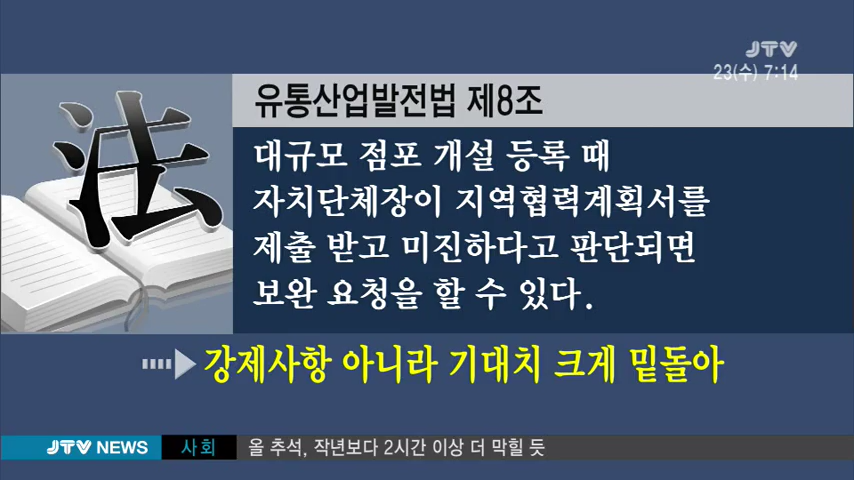 JTV
23(수) 7:14
유통산업발전법 제8조
法
대규모 점포 개설 등록 때
자치단체장이 지역협력계획서를
제출 받고 미진하다고 판단되면
보완 요청을 할 수 있다.
강제사항 아니라 기대치 크게 밑돌아
JTV NEWS 사회 올 추석, 작년보다 2시간 이상 더 막힐 듯